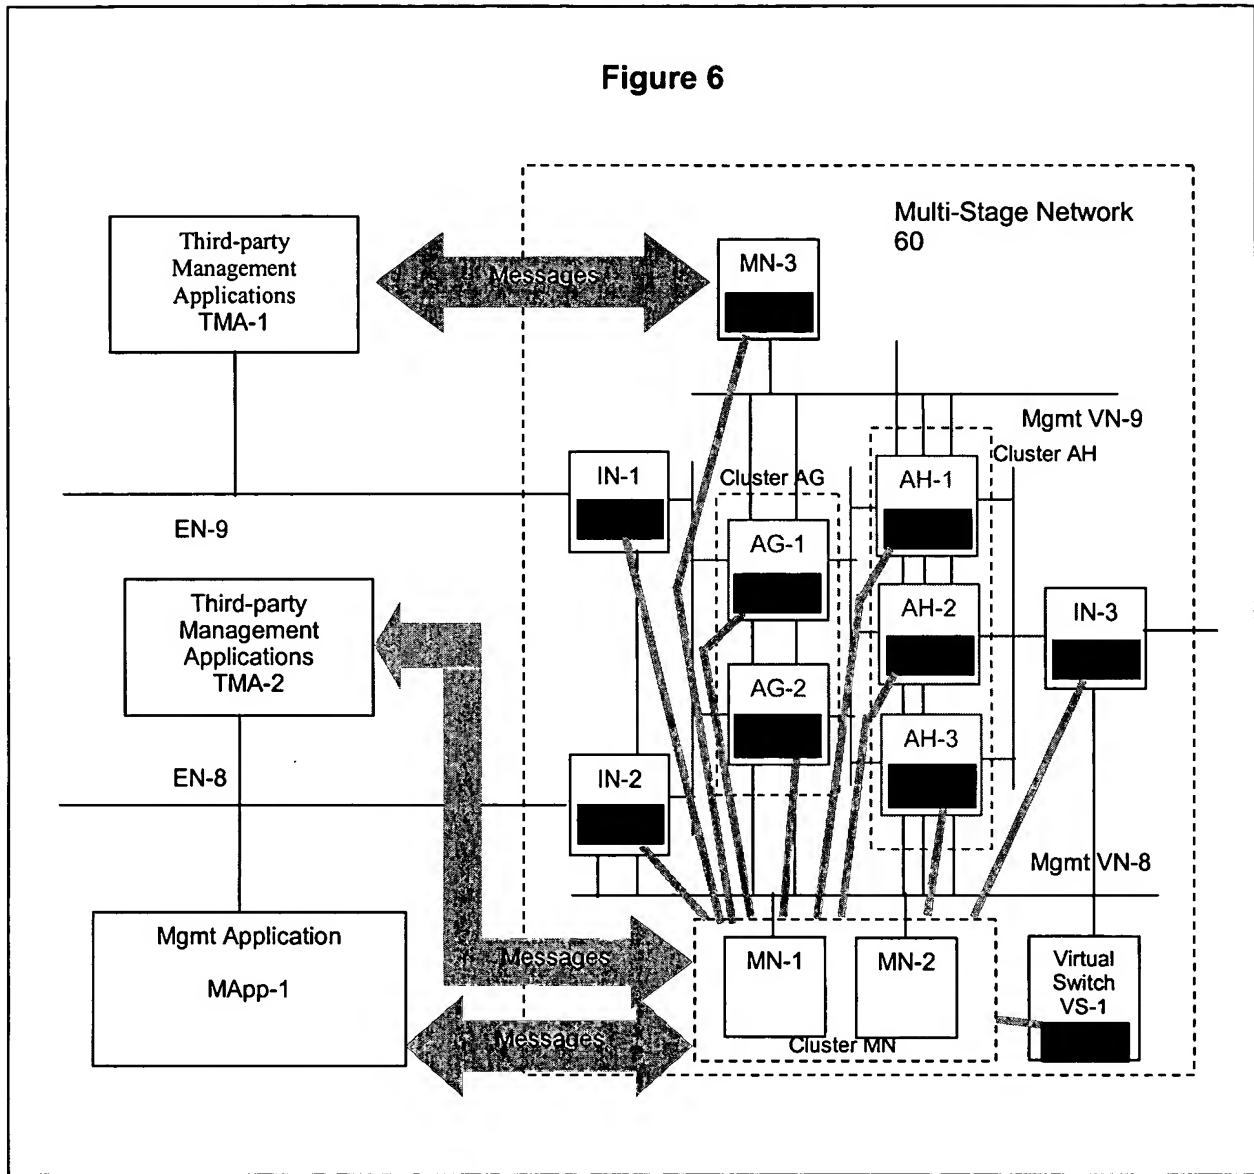 Figure 6
Multi-Stage Network
60
Third-party
Management
Applications
TMA-1
Messages
MN-3
Mgmt VN-9
Cluster AH
IN-1
Cluster AG
AH-1
EN-9
AG-1
Third-party
Management
Applications
TMA-2
AH-2
IN-3
AG-2
AH-3
EN-8
IN-2
Mgmt VN-8
Mgmt Application
MApp-1
Messages
MN-1
MN-2
Virtual
Switch
VS-1
Messages
Cluster MN